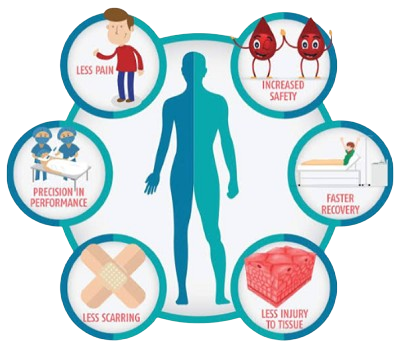 LESS PAIN
INCREASED
SAFETY
PRECISION IN
PERFORMANCE
FASTER
RECOVERY
LESS SCARRING
LESS INJURY
TO TISSUE